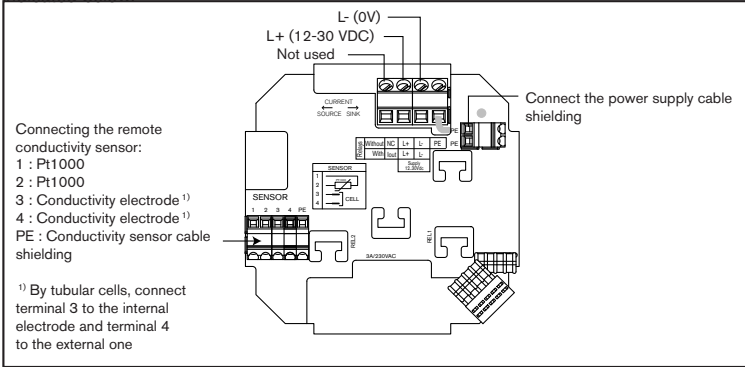 L- (0V)
L+ (12-30 VDC)
Not used
Connect the power supply cable
shielding
Connecting the remote
conductivity sensor:
1 : Pt1000
2 : Pt1000
3 : Conductivity electrode 1)
4 : Conductivity electrode 1)
PE : Conductivity sensor cable
shielding
1) By tubular cells, connect
terminal 3 to the internal
electrode and terminal 4
to the external one
CURRENT
SOURCE SINK
PE
PE
Relays
Without NC L+ L- PE
With Iout L+ L-
Supply
12..30Vdc
SENSOR
1
2
3
4
CELL
SENSOR
1 2 3 4 PE
REL2
REL1
3A/230VAC